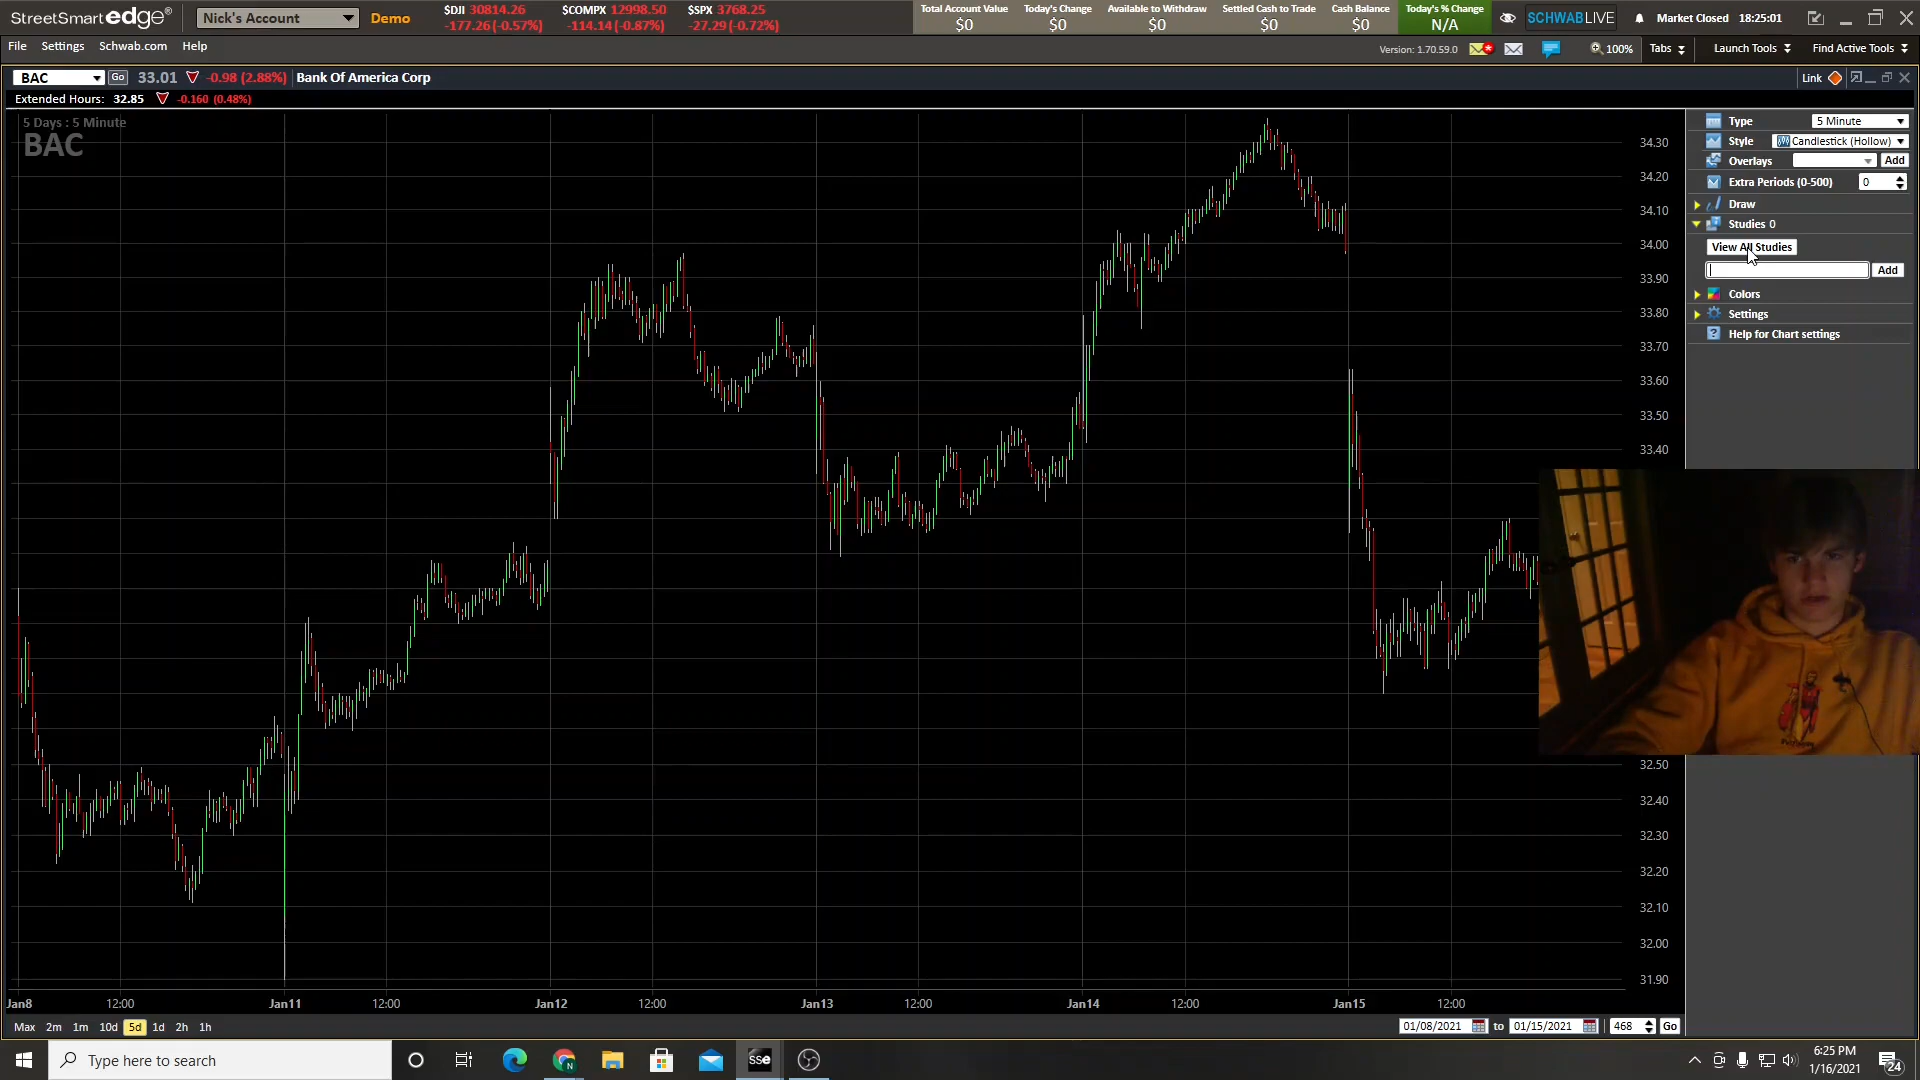 StreetSmart edge® Nick's Account Demo $DJI 30814.26 $COMPX 12998.50 $SPX 3768.25 Total Account Value Today's Change Available to Withdraw Settled Cash to Trade Cash Balance Today's % Change SCHWABLIVE Market Closed 18:25:01
-177.26 (-0.57%) -114.14 (-0.87%) -27.29 (-0.72%) $0 $0 $0 $0 $0 N/A
File Settings Schwab.com Help Version: 1.70.59.0 100% Tabs Launch Tools Find Active Tools
BAC Go 33.01 -0.98 (2.88%) Bank Of America Corp Link
Extended Hours: 32.85 -0.160 (0.48%)
5 Days : 5 Minute
BAC
Type 5 Minute
Style Candlestick (Hollow)
Overlays Add
Extra Periods (0-500) 0
Draw
Studies 0
View All Studies
Add
Colors
Settings
Help for Chart settings
34.30
34.20
34.10
34.00
33.90
33.80
33.70
33.60
33.50
33.40
32.50
32.40
32.30
32.20
32.10
32.00
31.90
Jan8 12:00 Jan11 12:00 Jan12 12:00 Jan13 12:00 Jan14 12:00 Jan15 12:00
Max 2m 1m 10d 5d 1d 2h 1h 01/08/2021 to 01/15/2021 468 Go
Type here to search
SSe
6:25 PM
1/16/2021
24